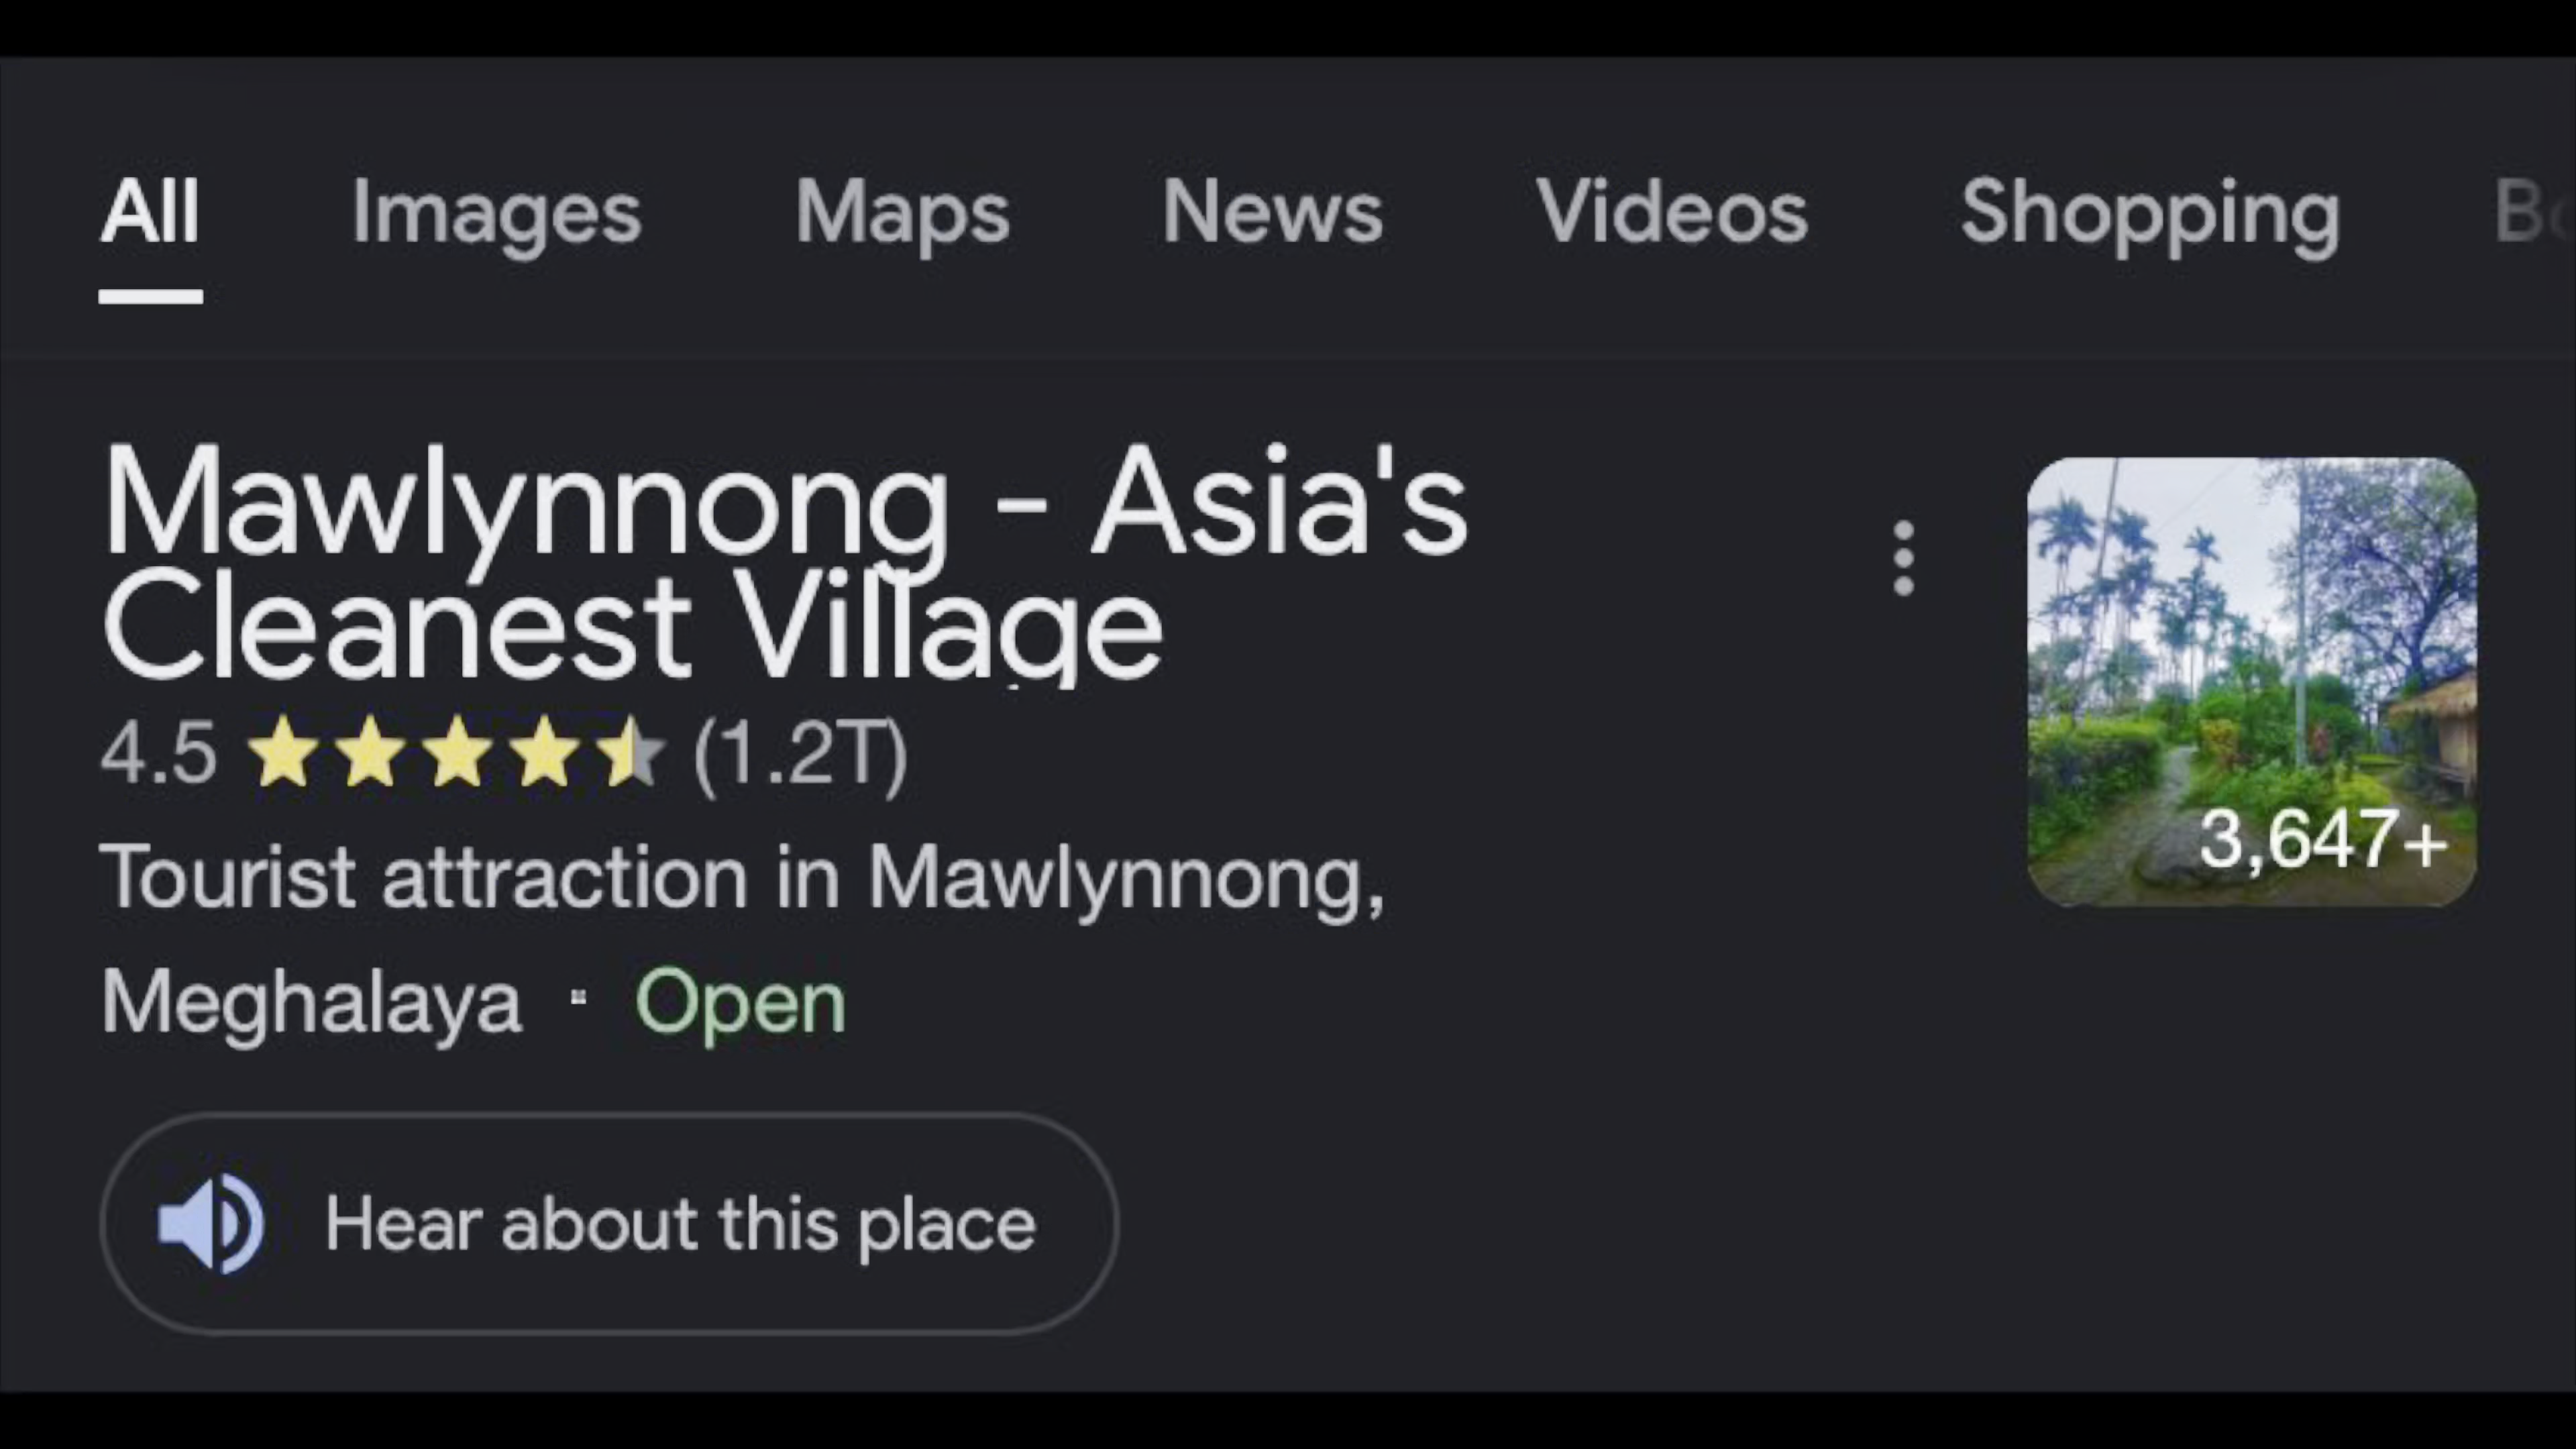 All Images Maps News Videos Shopping
Mawlynnong - Asia's
Cleanest Village
4.5 (1.2T)
Tourist attraction in Mawlynnong,
Meghalaya · Open
3,647+
Hear about this place